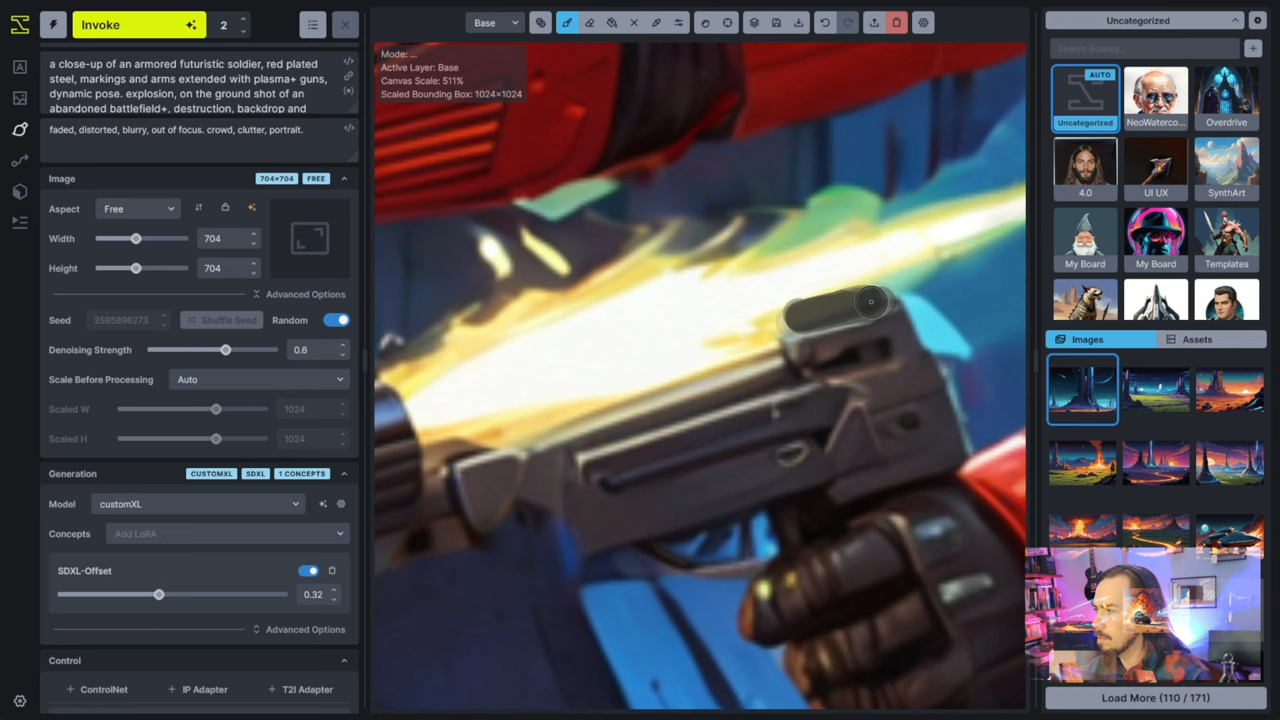 Invoke
2
a close-up of an armored futuristic soldier, red plated
steel, markings and arms extended with plasma+ guns,
dynamic pose. explosion, on the ground shot of an
abandoned battlefield+. destruction, backdrop and
faded, distorted, blurry, out of focus. crowd, clutter, portrait.
Image
704×704
FREE
Aspect
Free
Width
704
Height
704
Advanced Options
Seed
3595896273
Shuffle Seed
Random
Denoising Strength
0.6
Scale Before Processing
Auto
Scaled W
1024
Scaled H
1024
Generation
CUSTOMXL
SDXL
1 CONCEPTS
Model
customXL
Concepts
Add LoRA
SDXL-Offset
0.32
Advanced Options
Control
+ ControlNet
+ IP Adapter
+ T2I Adapter
Base
Mode: ...
Active Layer: Base
Canvas Scale: 511%
Scaled Bounding Box: 1024×1024
Uncategorized
Search Boards...
AUTO
Uncategorized
NeoWaterco...
Overdrive
4.0
UI UX
SynthArt
My Board
My Board
Templates
Images
Assets
Load More (110 / 171)